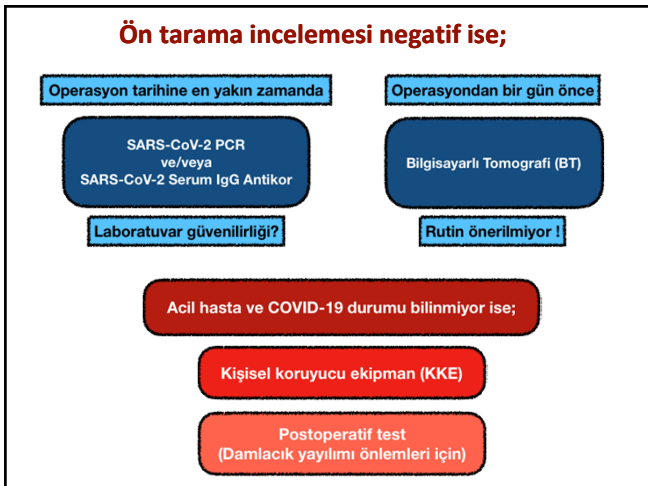 Ön tarama incelemesi negatif ise;
Operasyon tarihine en yakın zamanda
SARS-CoV-2 PCR
ve/veya
SARS-CoV-2 Serum IgG Antikor
Laboratuvar güvenilirliği?
Operasyondan bir gün önce
Bilgisayarlı Tomografi (BT)
Rutin önerilmiyor !
Acil hasta ve COVID-19 durumu bilinmiyor ise;
Kişisel koruyucu ekipman (KKE)
Postoperatif test
(Damlacık yayılımı önlemleri için)